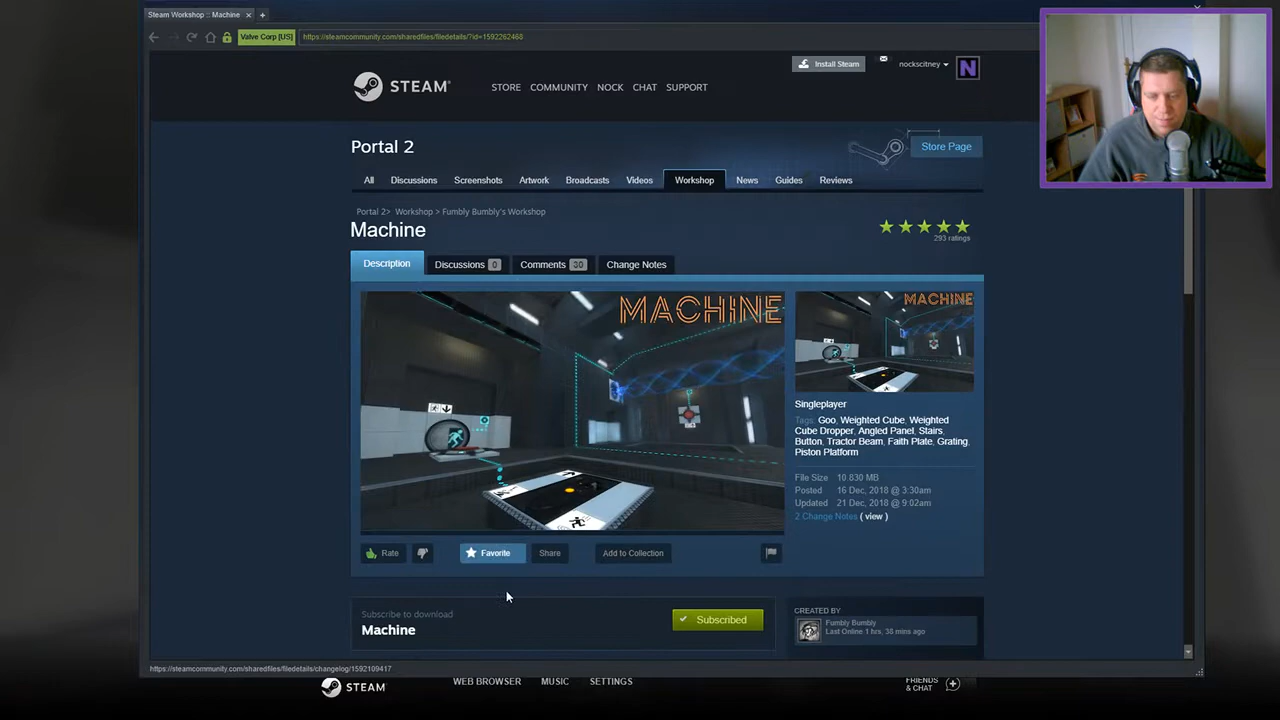 Steam Workshop :: Machine
Valve Corp [US]
https://steamcommunity.com/sharedfiles/filedetails/?id=1592262468
Install Steam
nockscitney
N
STEAM®
STORE COMMUNITY NOCK CHAT SUPPORT
Portal 2
Store Page
All Discussions Screenshots Artwork Broadcasts Videos Workshop News Guides Reviews
Portal 2> Workshop > Fumbly Bumbly's Workshop
Machine
293 ratings
Description Discussions 0 Comments 30 Change Notes
MACHINE
MACHINE
Singleplayer
Tags: Goo, Weighted Cube, Weighted
Cube Dropper, Angled Panel, Stairs,
Button, Tractor Beam, Faith Plate, Grating,
Piston Platform
File Size 10.830 MB
Posted 16 Dec, 2018 @ 3:30am
Updated 21 Dec, 2018 @ 9:02am
2 Change Notes ( view )
Rate Favorite Share Add to Collection
Subscribe to download
Machine
Subscribed
CREATED BY
Fumbly Bumbly
Last Online 1 hrs, 38 mins ago
https://steamcommunity.com/sharedfiles/filedetails/changelog/1592109417
STEAM
WEB BROWSER MUSIC SETTINGS
FRIENDS
& CHAT